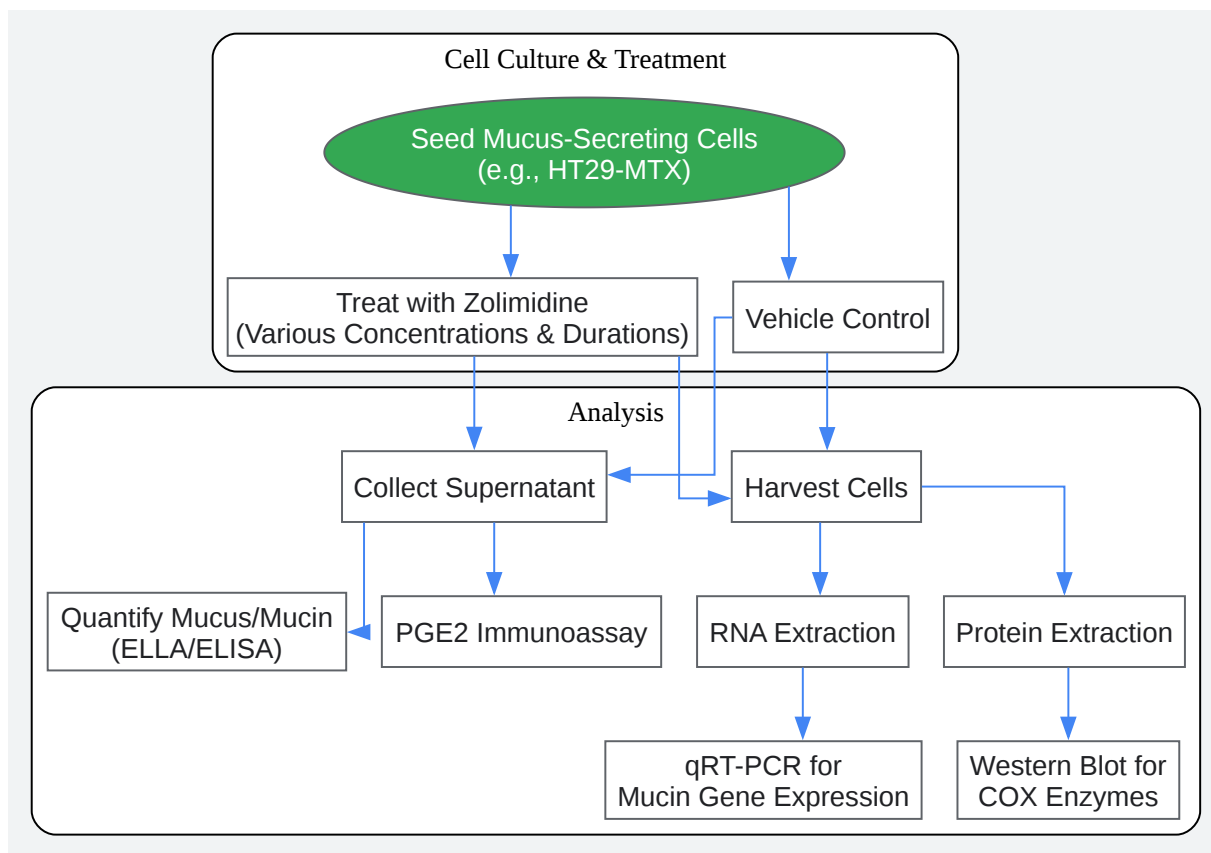 Cell Culture & Treatment
Seed Mucus-Secreting Cells
(e.g., HT29-MTX)
Treat with Zolimidine
(Various Concentrations & Durations)
Vehicle Control
Analysis
Collect Supernatant
Harvest Cells
Quantify Mucus/Mucin
(ELLA/ELISA)
PGE2 Immunoassay
RNA Extraction
Protein Extraction
qRT-PCR for
Mucin Gene Expression
Western Blot for
COX Enzymes